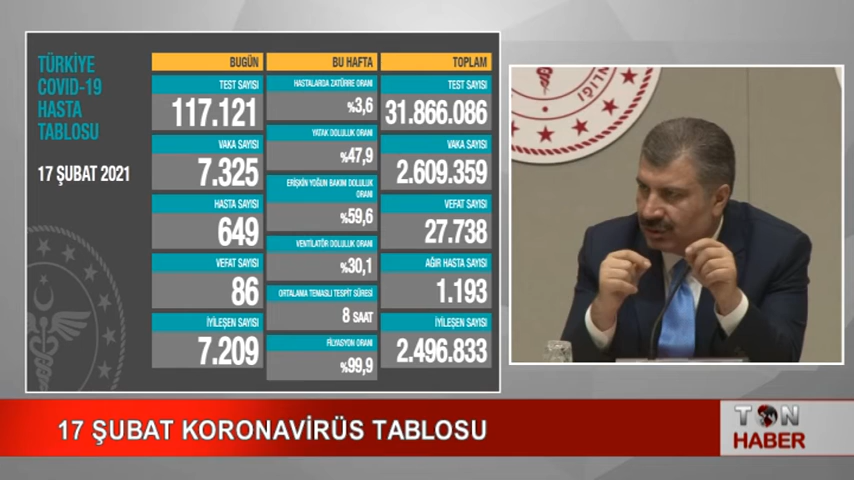 TÜRKİYE
COVID-19
HASTA
TABLOSU
17 ŞUBAT 2021
BUGÜN
TEST SAYISI
117.121
VAKA SAYISI
7.325
HASTA SAYISI
649
VEFAT SAYISI
86
İYİLEŞEN SAYISI
7.209
BU HAFTA
HASTALARDA ZATÜRRE ORANI
%3,6
YATAK DOLULUK ORANI
%47,9
ERİŞKİN YOĞUN BAKIM DOLULUK
ORANI
%59,6
VENTİLATÖR DOLULUK ORANI
%30,1
ORTALAMA TEMASLI TESPİT SÜRESİ
8 SAAT
FİLYASYON ORANI
%99,9
TOPLAM
TEST SAYISI
31.866.086
VAKA SAYISI
2.609.359
VEFAT SAYISI
27.738
AĞIR HASTA SAYISI
1.193
İYİLEŞEN SAYISI
2.496.833
NLIĞI
17 ŞUBAT KORONAVİRÜS TABLOSU
TON
HABER